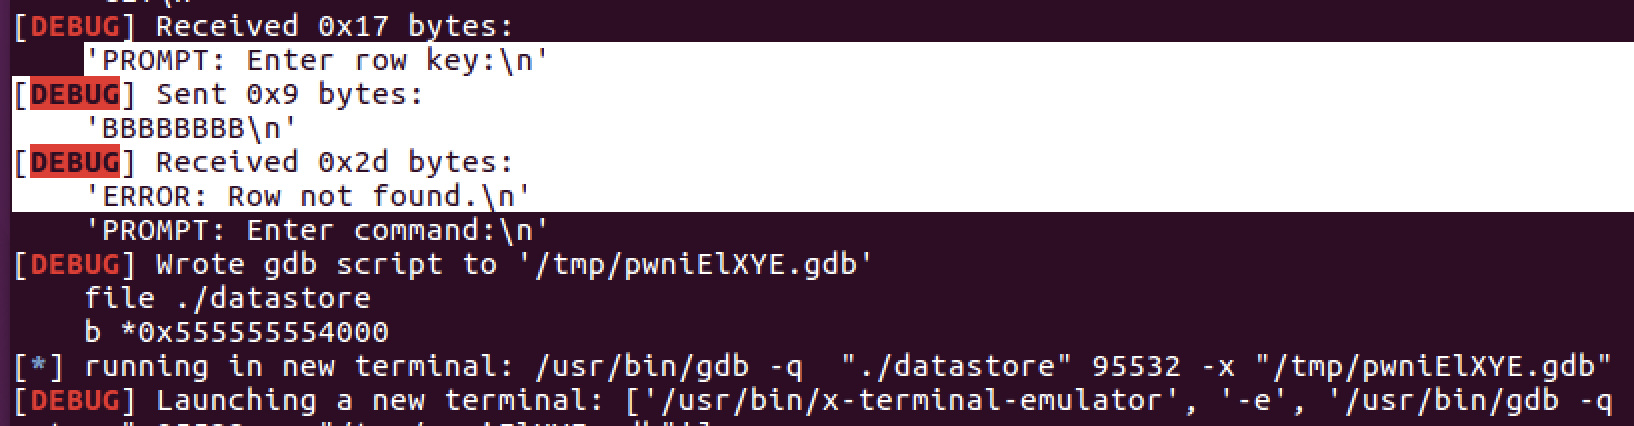 [DEBUG] Received 0x17 bytes:
    'PROMPT: Enter row key:\n'
[DEBUG] Sent 0x9 bytes:
    'BBBBBBBB\n'
[DEBUG] Received 0x2d bytes:
    'ERROR: Row not found.\n'
    'PROMPT: Enter command:\n'
[DEBUG] Wrote gdb script to '/tmp/pwniElXYE.gdb'
    file ./datastore
    b *0x555555554000
[*] running in new terminal: /usr/bin/gdb -q  "./datastore" 95532 -x "/tmp/pwniElXYE.gdb"
[DEBUG] Launching a new terminal: ['/usr/bin/x-terminal-emulator', '-e', '/usr/bin/gdb -q